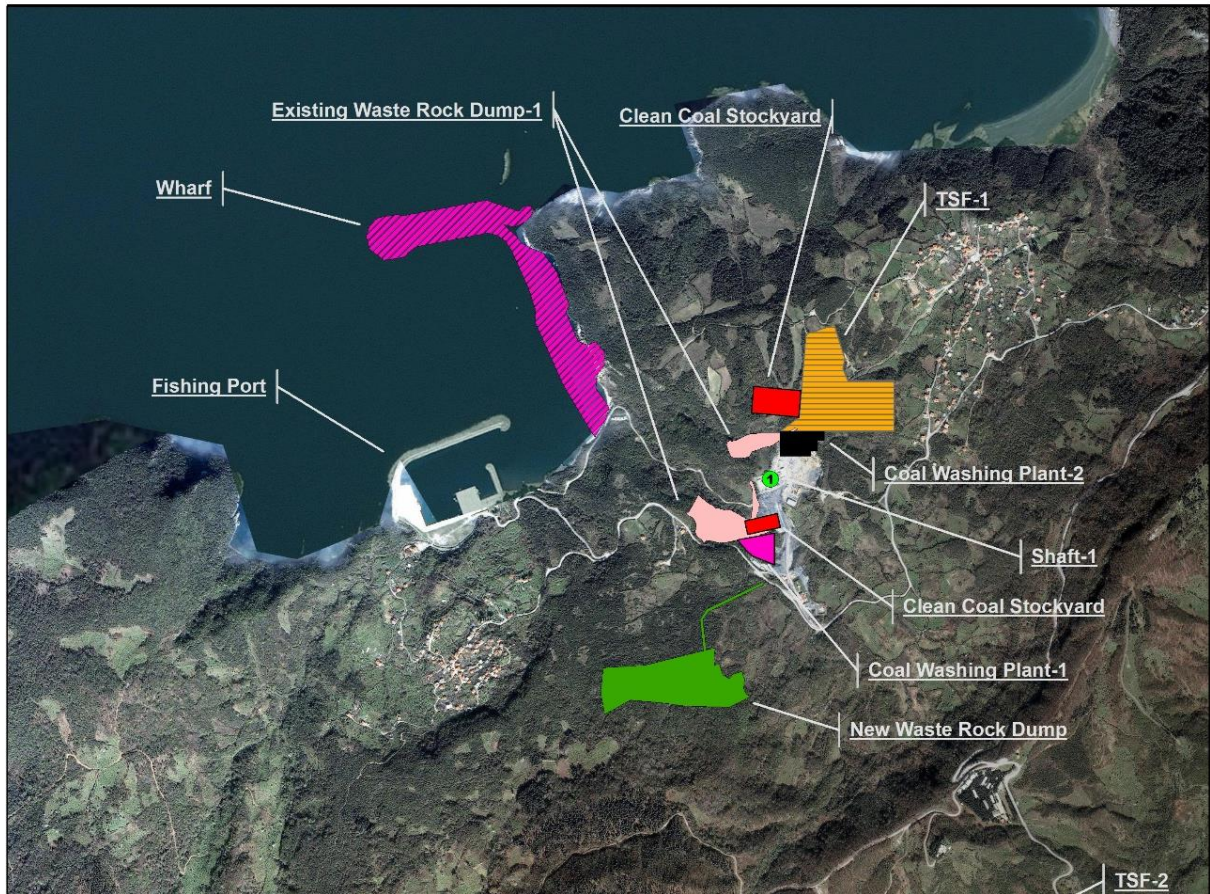 Existing Waste Rock Dump-1
Clean Coal Stockyard
Wharf
TSF-1
Fishing Port
Coal Washing Plant-2
1
Shaft-1
Clean Coal Stockyard
Coal Washing Plant-1
New Waste Rock Dump
TSF-2